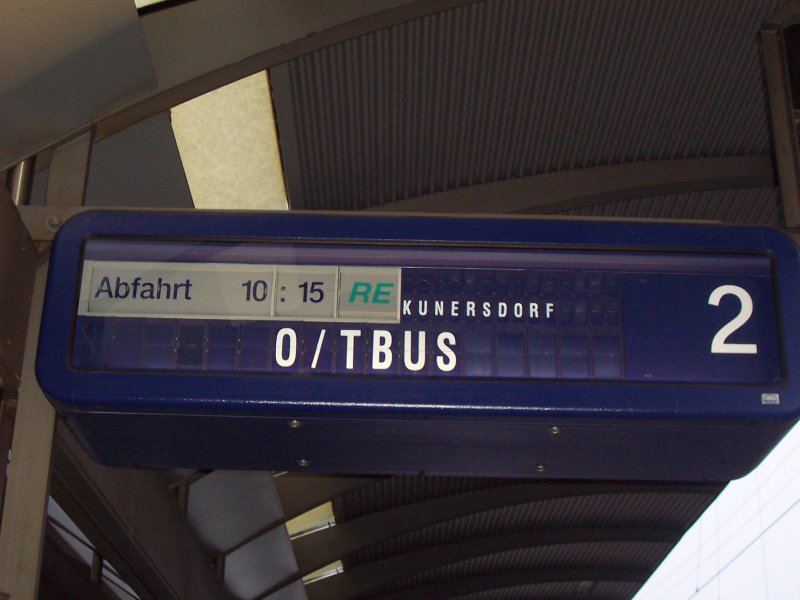 Abfahrt 10 : 15 RE KUNERSDORF 2
O/TBUS